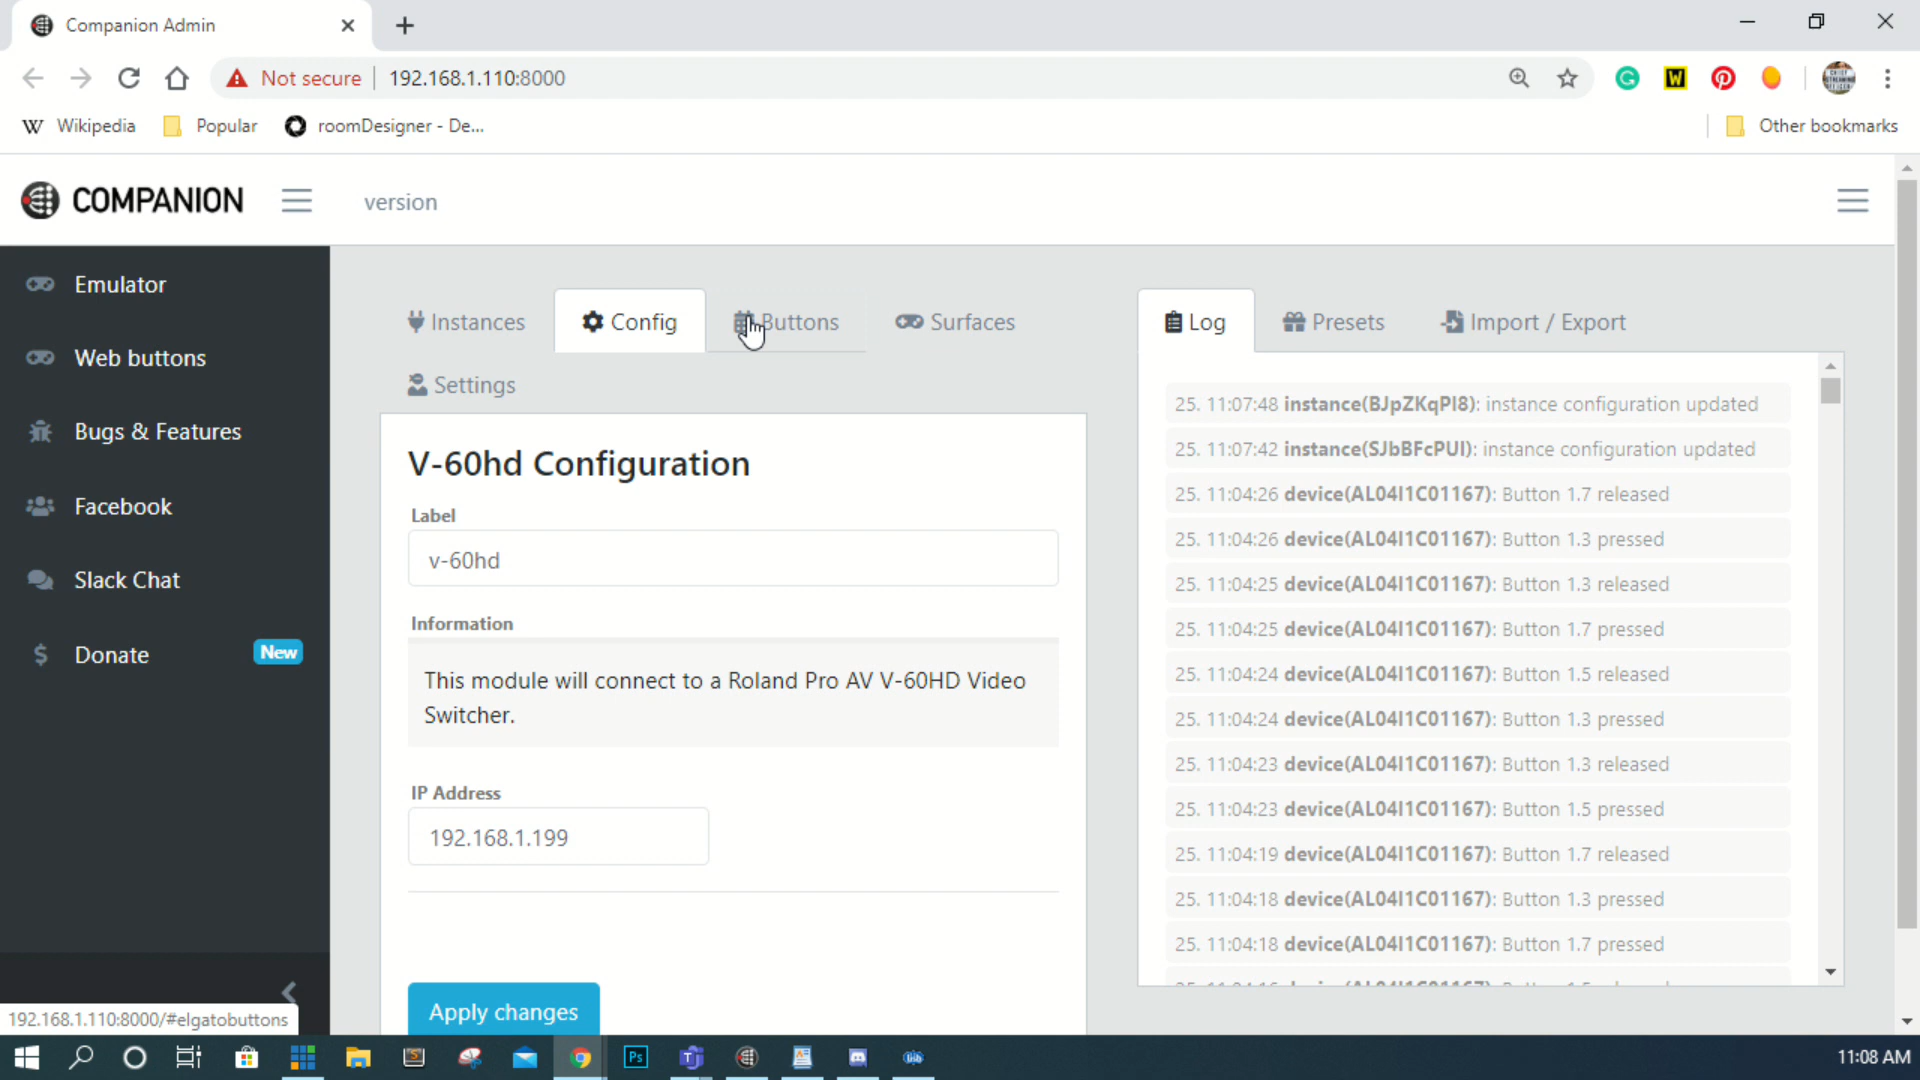 Companion Admin
Not secure
192.168.1.110:8000
W
Wikipedia
Popular
roomDesigner - De...
Other bookmarks
COMPANION
version
Emulator
Web buttons
Bugs & Features
Facebook
Slack Chat
Donate
New
192.168.1.110:8000/#elgatobuttons
Instances
Config
Buttons
Surfaces
Settings
V-60hd Configuration
Label
v-60hd
Information
This module will connect to a Roland Pro AV V-60HD Video
Switcher.
IP Address
192.168.1.199
Apply changes
Log
Presets
Import / Export
25. 11:07:48 instance(BJpZKqPI8): instance configuration updated
25. 11:07:42 instance(SJbBFcPUI): instance configuration updated
25. 11:04:26 device(AL04I1C01167): Button 1.7 released
25. 11:04:26 device(AL04I1C01167): Button 1.3 pressed
25. 11:04:25 device(AL04I1C01167): Button 1.3 released
25. 11:04:25 device(AL04I1C01167): Button 1.7 pressed
25. 11:04:24 device(AL04I1C01167): Button 1.5 released
25. 11:04:24 device(AL04I1C01167): Button 1.3 pressed
25. 11:04:23 device(AL04I1C01167): Button 1.3 released
25. 11:04:23 device(AL04I1C01167): Button 1.5 pressed
25. 11:04:19 device(AL04I1C01167): Button 1.7 released
25. 11:04:18 device(AL04I1C01167): Button 1.3 pressed
25. 11:04:18 device(AL04I1C01167): Button 1.7 pressed
Ps
11:08 AM